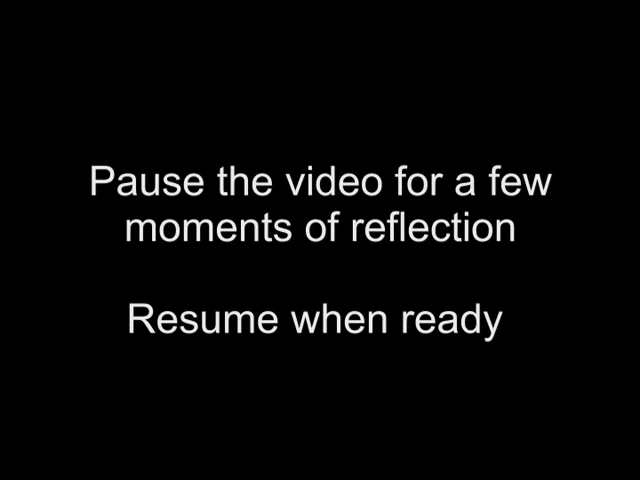 Pause the video for a few
moments of reflection
Resume when ready